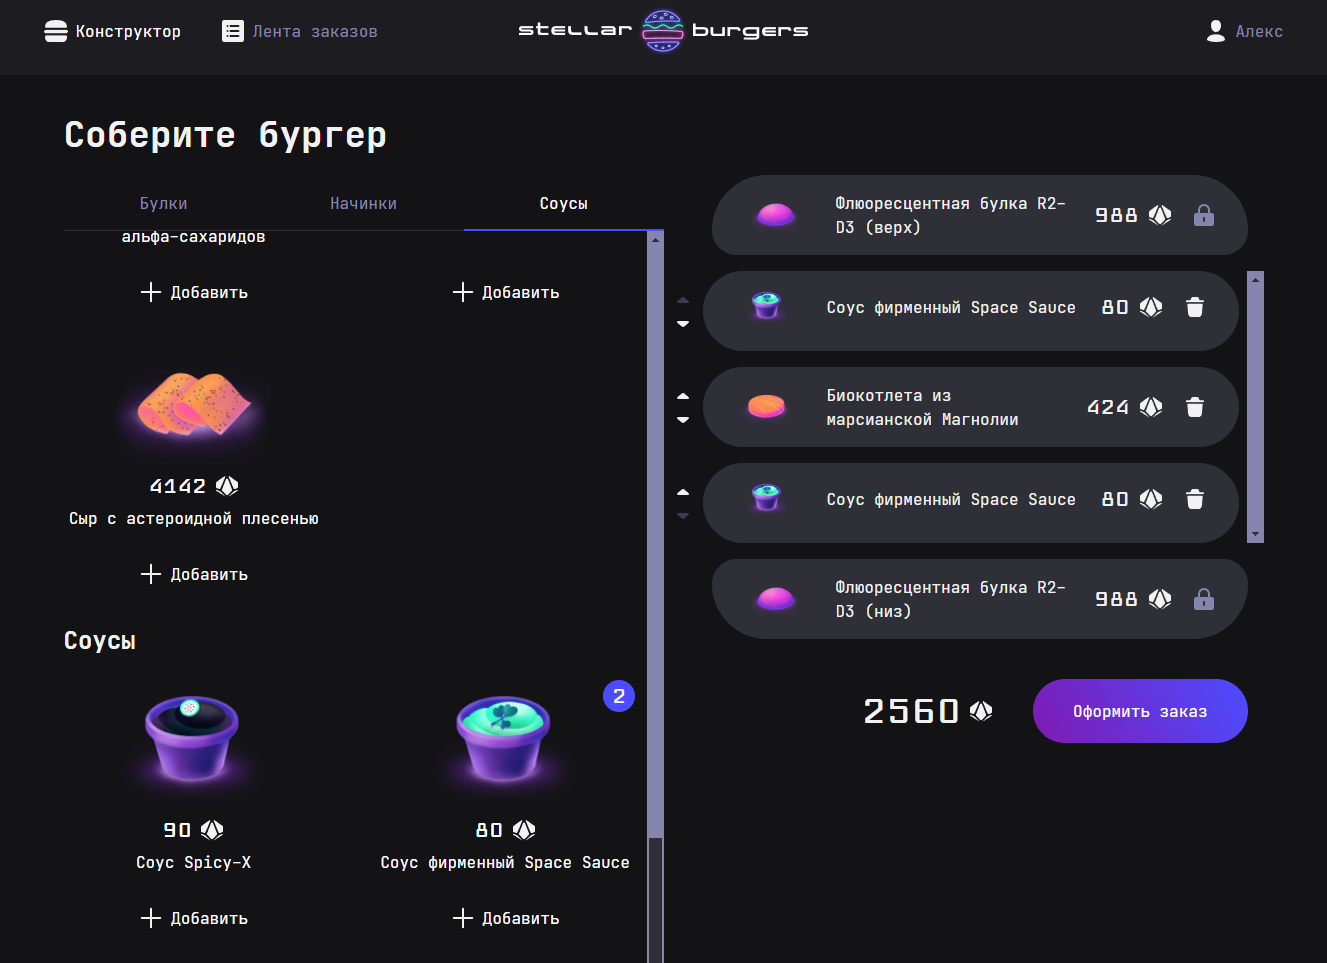 Конструктор
Лента заказов
stellar burgers
Алекс
Соберите бургер
Булки
Начинки
Соусы
альфа-сахаридов
Добавить
Добавить
4142
Сыр с астероидной плесенью
Добавить
Соусы
2
90
80
Соус Spicy-X
Соус фирменный Space Sauce
Добавить
Добавить
Флюоресцентная булка R2-
D3 (верх)
988
Соус фирменный Space Sauce
80
Биокотлета из
марсианской Магнолии
424
Соус фирменный Space Sauce
80
Флюоресцентная булка R2-
D3 (низ)
988
2560
Оформить заказ